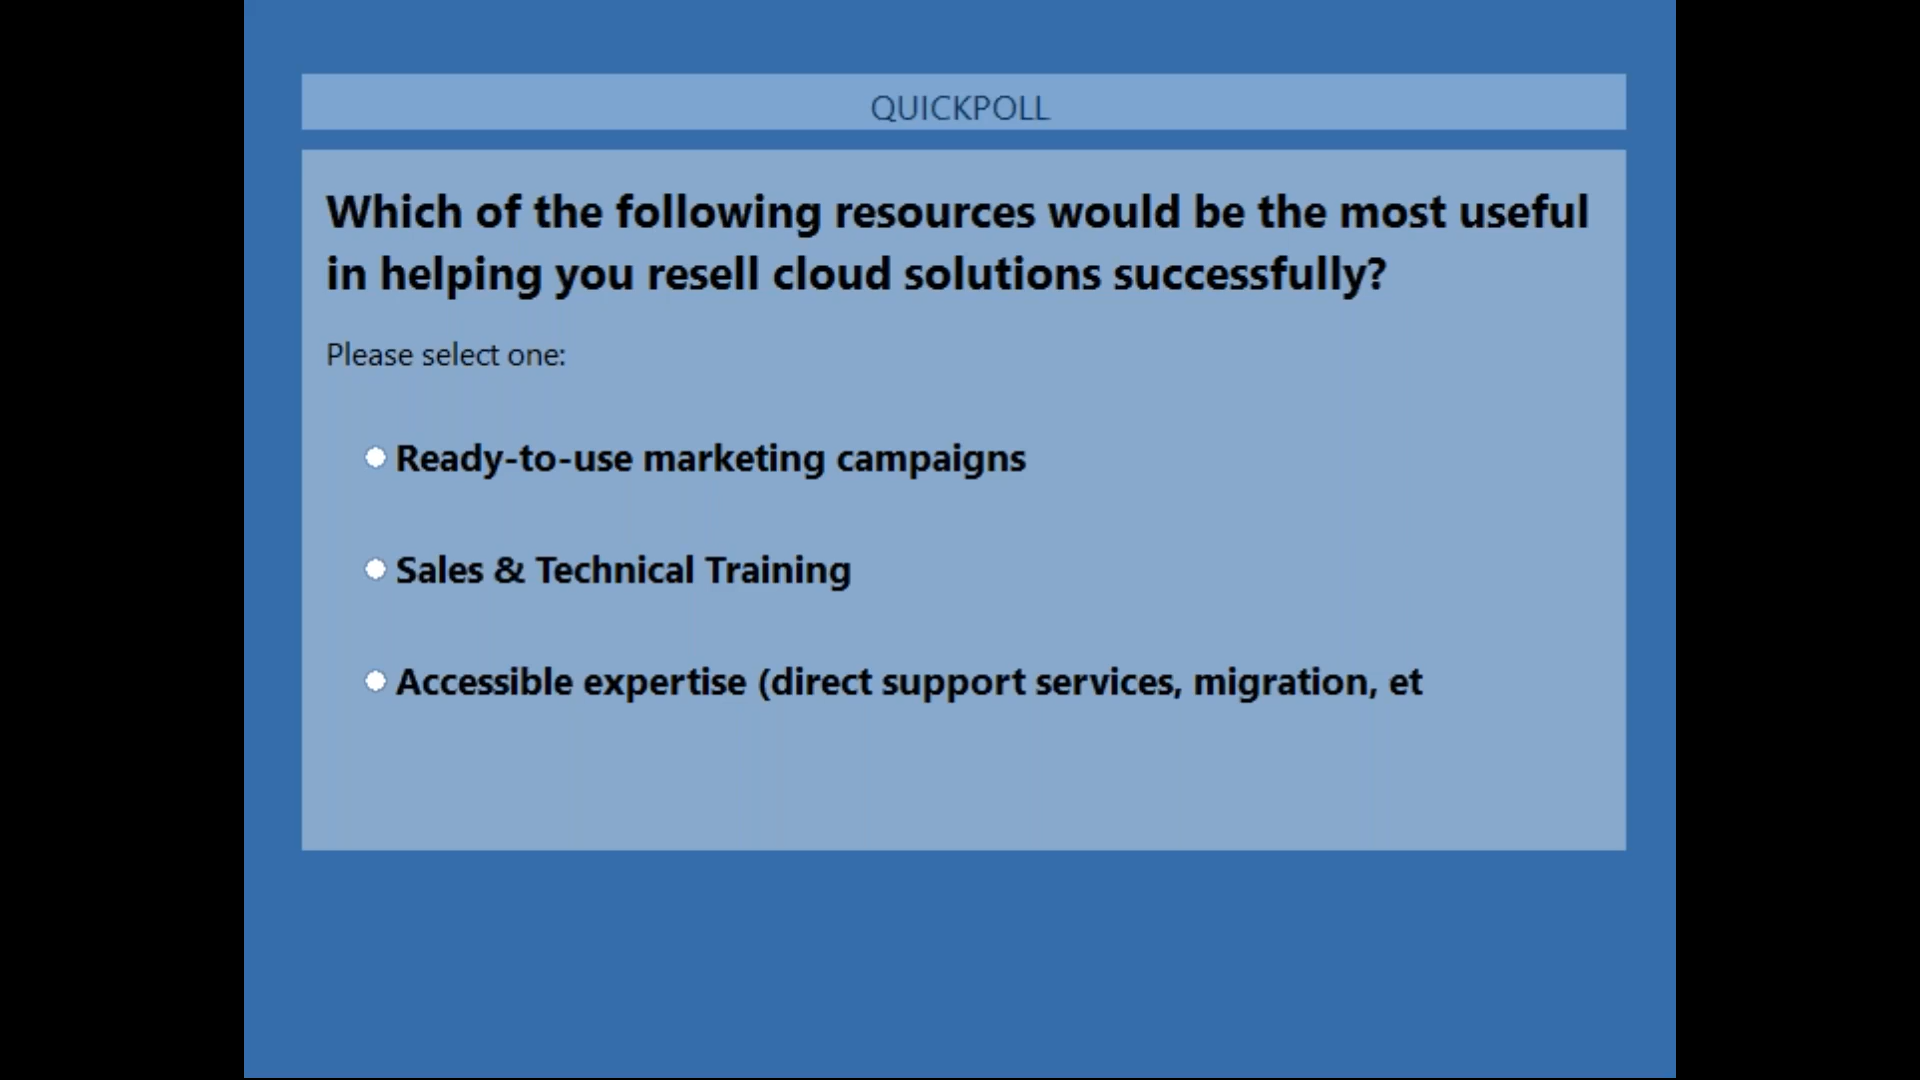 QUICKPOLL
Which of the following resources would be the most useful
in helping you resell cloud solutions successfully?
Please select one:
Ready-to-use marketing campaigns
Sales & Technical Training
Accessible expertise (direct support services, migration, et